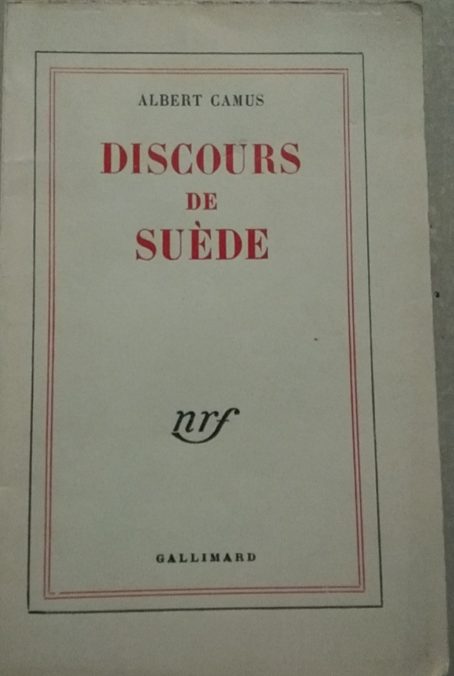 ALBERT CAMUS
DISCOURS
DE
SUÈDE
nrf
GALLIMARD